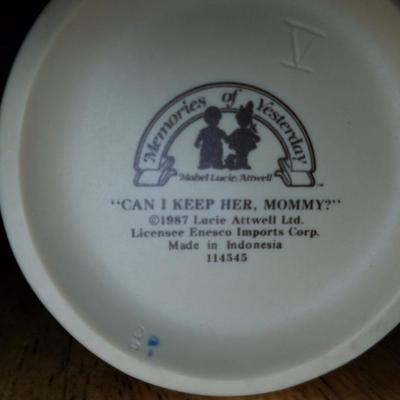 V
Memories of Yesterday
Mabel Lucie Attwell
"CAN I KEEP HER, MOMMY?"
©1987 Lucie Attwell Ltd.
Licensee Enesco Imports Corp.
Made in Indonesia
114545